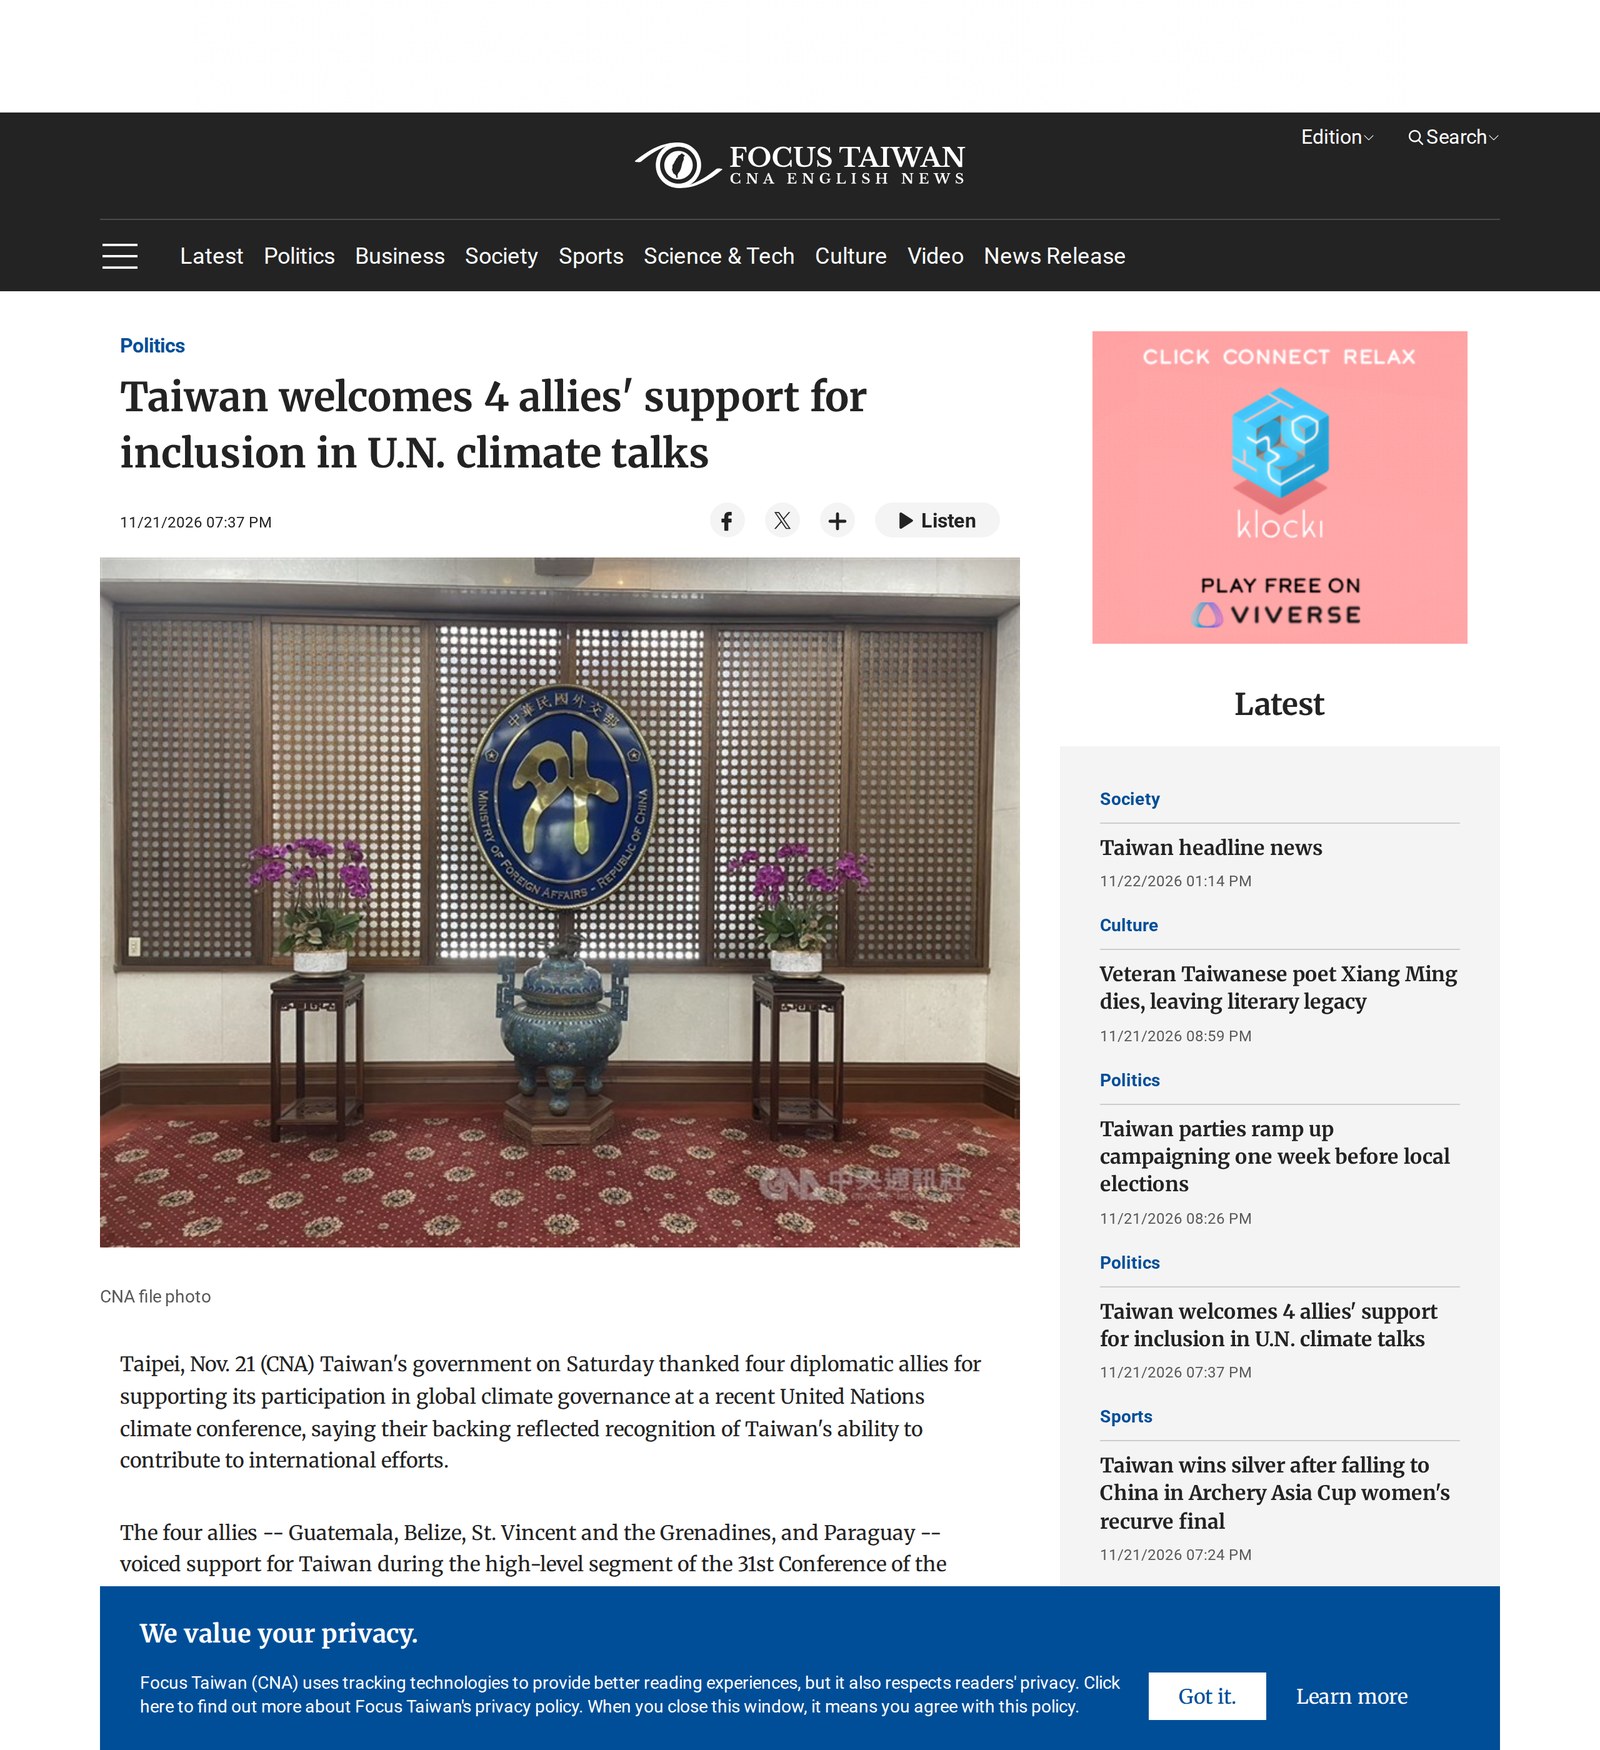 Edition
Search
FOCUS TAIWAN
CNA ENGLISH NEWS
Latest Politics Business Society Sports Science & Tech Culture Video News Release
Politics
Taiwan welcomes 4 allies' support for
inclusion in U.N. climate talks
11/21/2026 07:37 PM
Listen
中華民國外交部
外
MINISTRY OF FOREIGN AFFAIRS - REPUBLIC OF CHINA
CNA 中央通訊社
CNA file photo
Taipei, Nov. 21 (CNA) Taiwan's government on Saturday thanked four diplomatic allies for
supporting its participation in global climate governance at a recent United Nations
climate conference, saying their backing reflected recognition of Taiwan's ability to
contribute to international efforts.
The four allies -- Guatemala, Belize, St. Vincent and the Grenadines, and Paraguay --
voiced support for Taiwan during the high-level segment of the 31st Conference of the
CLICK CONNECT RELAX
klocki
PLAY FREE ON
VIVERSE
Latest
Society
Taiwan headline news
11/22/2026 01:14 PM
Culture
Veteran Taiwanese poet Xiang Ming
dies, leaving literary legacy
11/21/2026 08:59 PM
Politics
Taiwan parties ramp up
campaigning one week before local
elections
11/21/2026 08:26 PM
Politics
Taiwan welcomes 4 allies' support
for inclusion in U.N. climate talks
11/21/2026 07:37 PM
Sports
Taiwan wins silver after falling to
China in Archery Asia Cup women's
recurve final
11/21/2026 07:24 PM
We value your privacy.
Focus Taiwan (CNA) uses tracking technologies to provide better reading experiences, but it also respects readers' privacy. Click
here to find out more about Focus Taiwan's privacy policy. When you close this window, it means you agree with this policy.
Got it.
Learn more